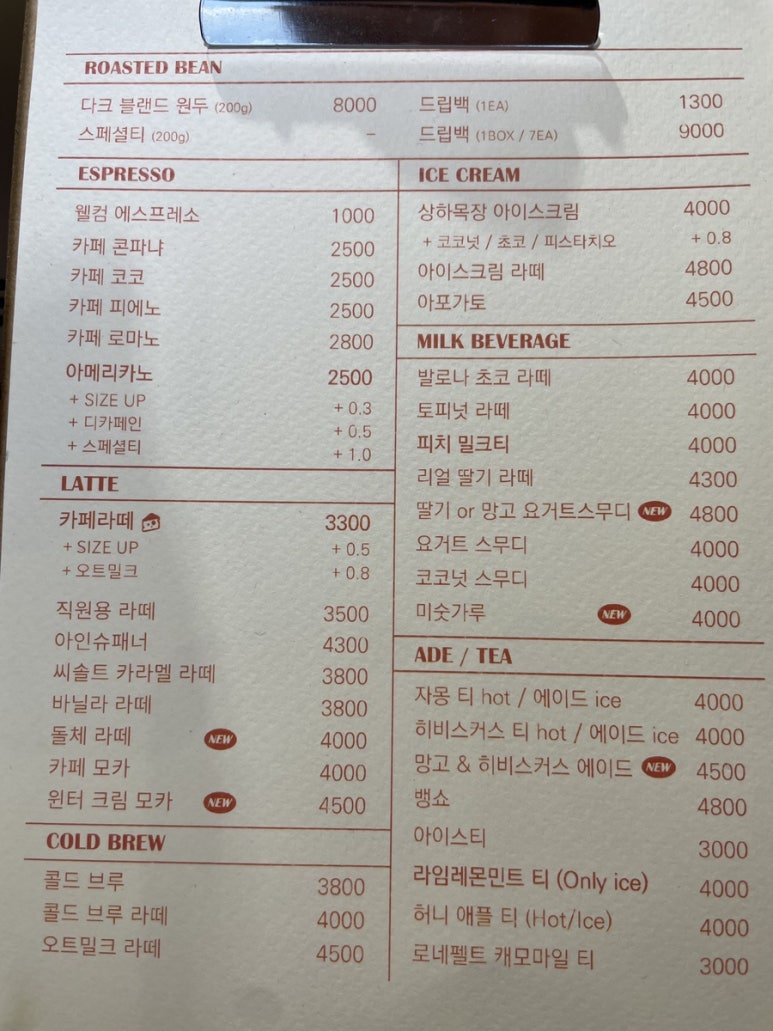 ROASTED BEAN
다크 블랜드 원두 (200g) 8000
스페셜티 (200g) –
드립백 (1EA) 1300
드립백 (1BOX / 7EA) 9000
ESPRESSO
웰컴 에스프레소 1000
카페 콘파냐 2500
카페 코코 2500
카페 피에노 2500
카페 로마노 2800
아메리카노 2500
+ SIZE UP + 0.3
+ 디카페인 + 0.5
+ 스페셜티 + 1.0
LATTE
카페라떼 3300
+ SIZE UP + 0.5
+ 오트밀크 + 0.8
직원용 라떼 3500
아인슈패너 4300
씨솔트 카라멜 라떼 3800
바닐라 라떼 3800
돌체 라떼 NEW 4000
카페 모카 4000
윈터 크림 모카 NEW 4500
COLD BREW
콜드 브루 3800
콜드 브루 라떼 4000
오트밀크 라떼 4500
ICE CREAM
상하목장 아이스크림 4000
+ 코코넛 / 초코 / 피스타치오 + 0.8
아이스크림 라떼 4800
아포가토 4500
MILK BEVERAGE
발로나 초코 라떼 4000
토피넛 라떼 4000
피치 밀크티 4000
리얼 딸기 라떼 4300
딸기 or 망고 요거트스무디 NEW 4800
요거트 스무디 4000
코코넛 스무디 4000
미숫가루 NEW 4000
ADE / TEA
자몽 티 hot / 에이드 ice 4000
히비스커스 티 hot / 에이드 ice 4000
망고 & 히비스커스 에이드 NEW 4500
뱅쇼 4800
아이스티 3000
라임레몬민트 티 (Only ice) 4000
허니 애플 티 (Hot/Ice) 4000
로네펠트 캐모마일 티 3000